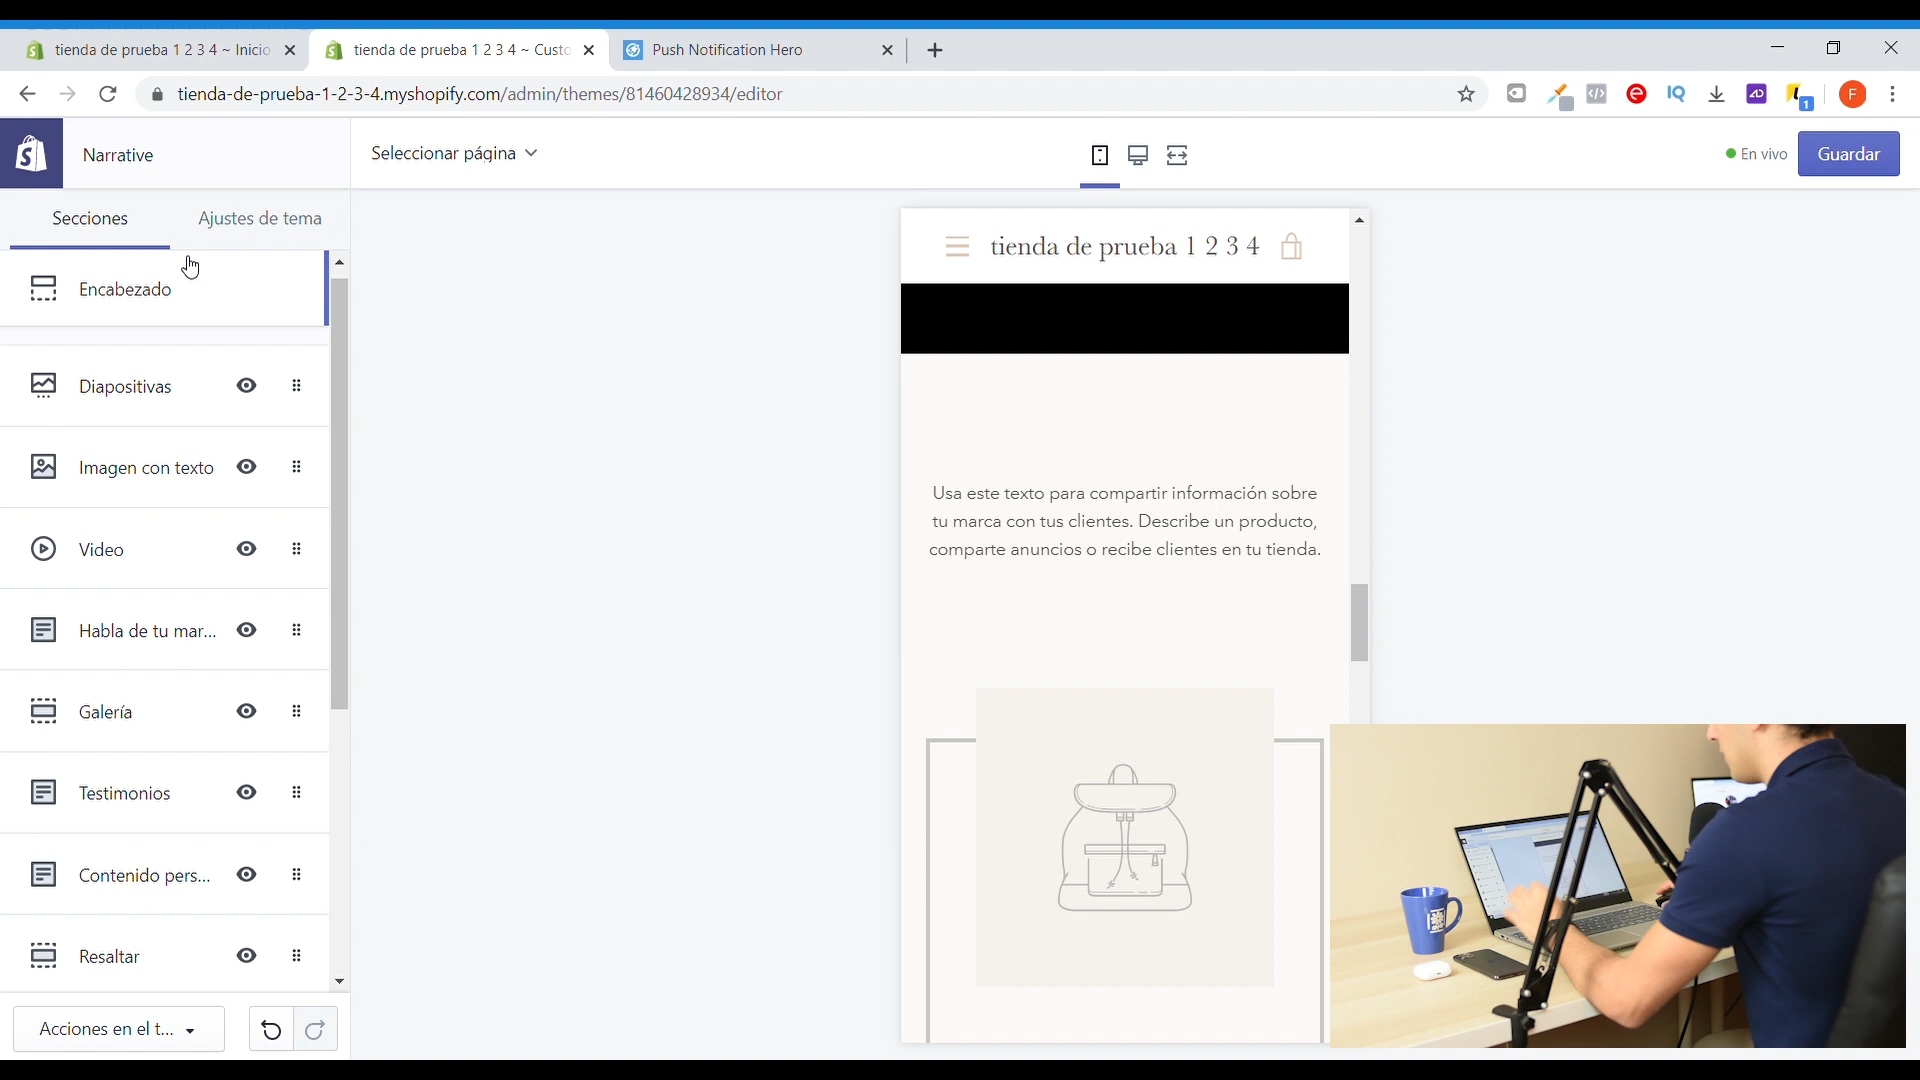 tienda de prueba 1 2 3 4 ~ Inicio
tienda de prueba 1 2 3 4 ~ Custo
Push Notification Hero
tienda-de-prueba-1-2-3-4.myshopify.com/admin/themes/81460428934/editor
F
1
Narrative
Seleccionar página
En vivo
Guardar
Secciones
Ajustes de tema
Encabezado
Diapositivas
Imagen con texto
Video
Habla de tu mar...
Galería
Testimonios
Contenido pers...
Resaltar
Acciones en el t...
tienda de prueba 1 2 3 4
Usa este texto para compartir información sobre
tu marca con tus clientes. Describe un producto,
comparte anuncios o recibe clientes en tu tienda.